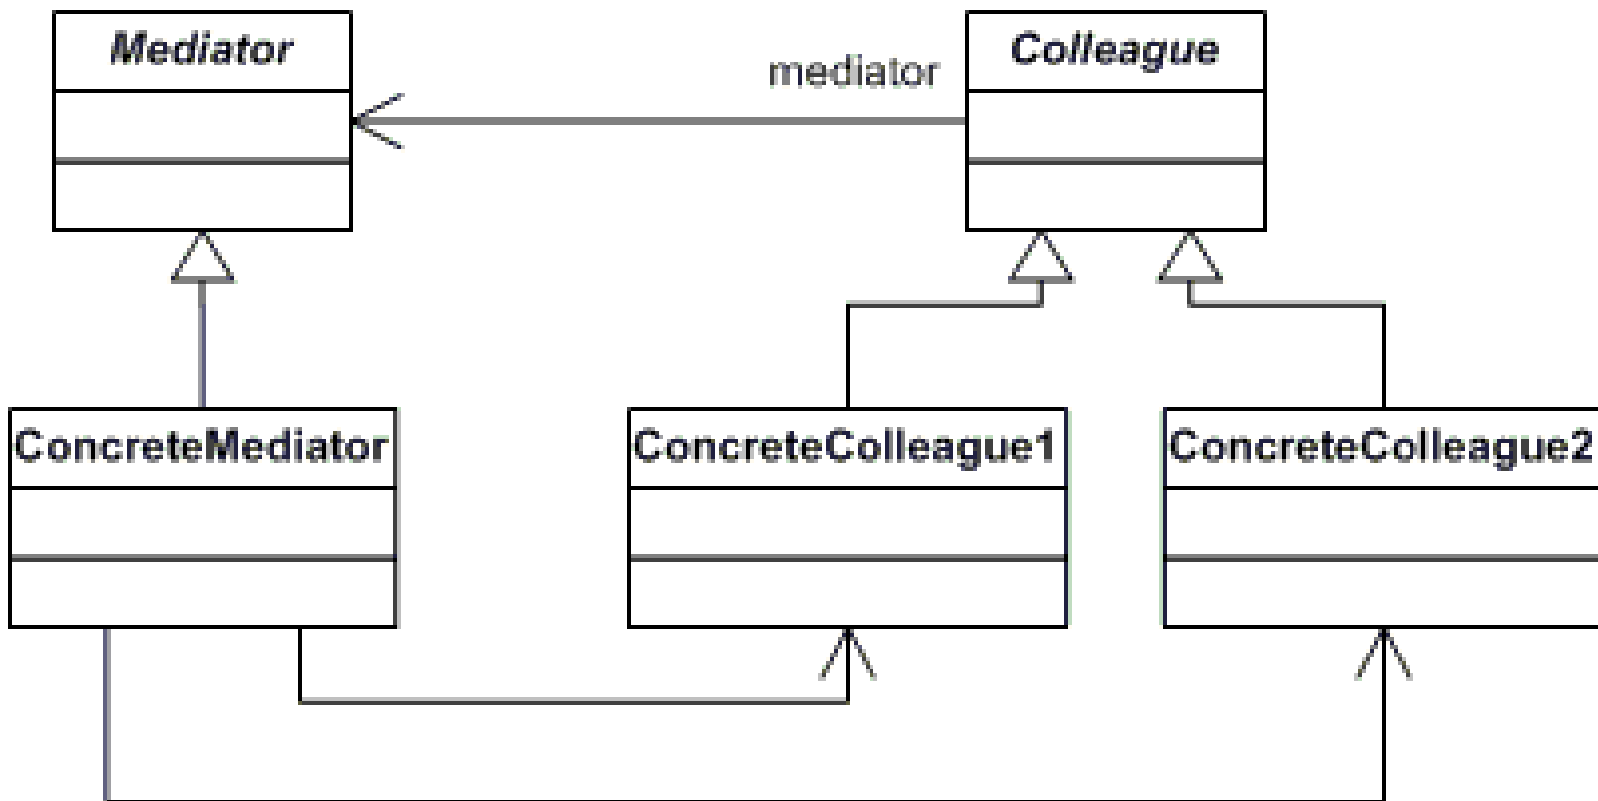 Mediator
Colleague
mediator
ConcreteMediator
ConcreteColleague1
ConcreteColleague2